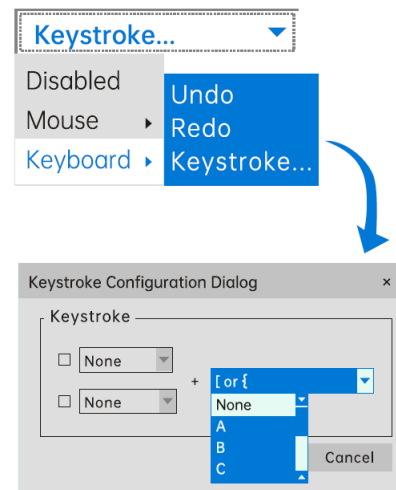 Keystroke...
Disabled
Mouse
Keyboard
Undo
Redo
Keystroke...
Keystroke Configuration Dialog ×
Keystroke
None
+ [ or {
None
None
A
B
C
Cancel